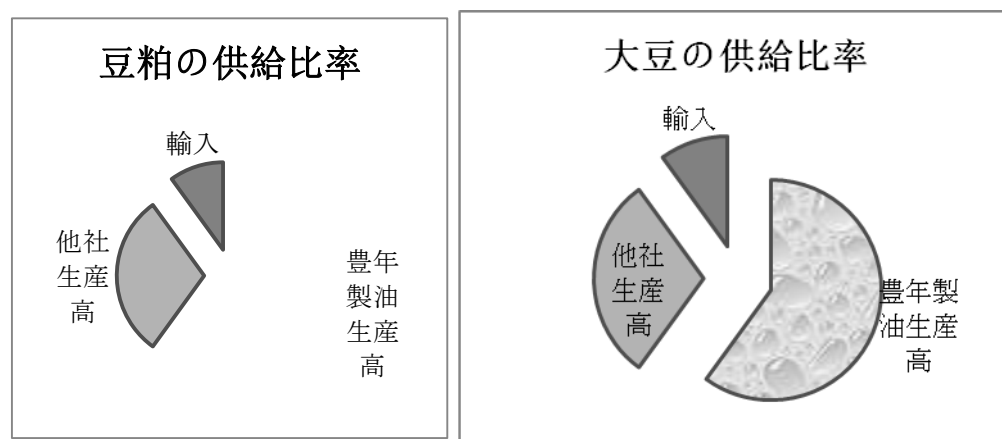 豆粕の供給比率
輸入
他社
生産
高
豊年
製油
生産
高
大豆の供給比率
輸入
他社
生産
高
豊年製
油生産
高